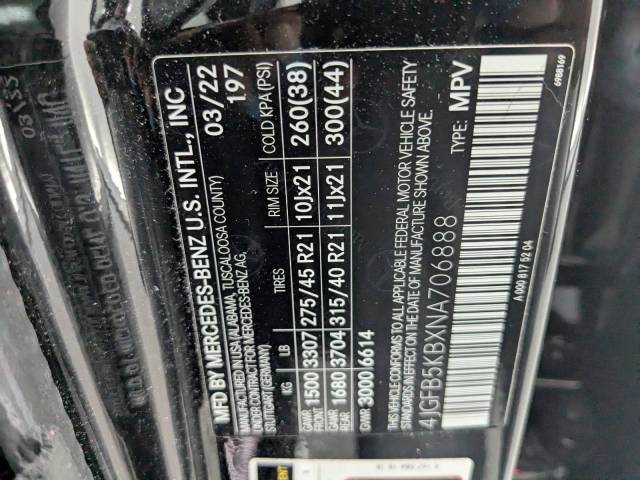 MFD BY MERCEDES-BENZ U.S. INTL., INC
MANUFACTURED IN USA (ALABAMA, TUSCALOOSA COUNTY)
UNDER CONTRACT FOR MERCEDES-BENZ AG,
STUTTGART (GERMANY)
03/22
197
KG LB TIRES RIM SIZE COLD KPA (PSI)
GAWR FRONT 1500 3307 275/45 R21 10Jx21 260(38)
GAWR REAR 1680 3704 315/40 R21 11Jx21 300(44)
GVWR 3000 6614
THIS VEHICLE CONFORMS TO ALL APPLICABLE FEDERAL MOTOR VEHICLE SAFETY
STANDARDS IN EFFECT ON THE DATE OF MANUFACTURE SHOWN ABOVE.
4JGFB5KBXNA706888
TYPE: MPV
A 000 817 52 04
6988169